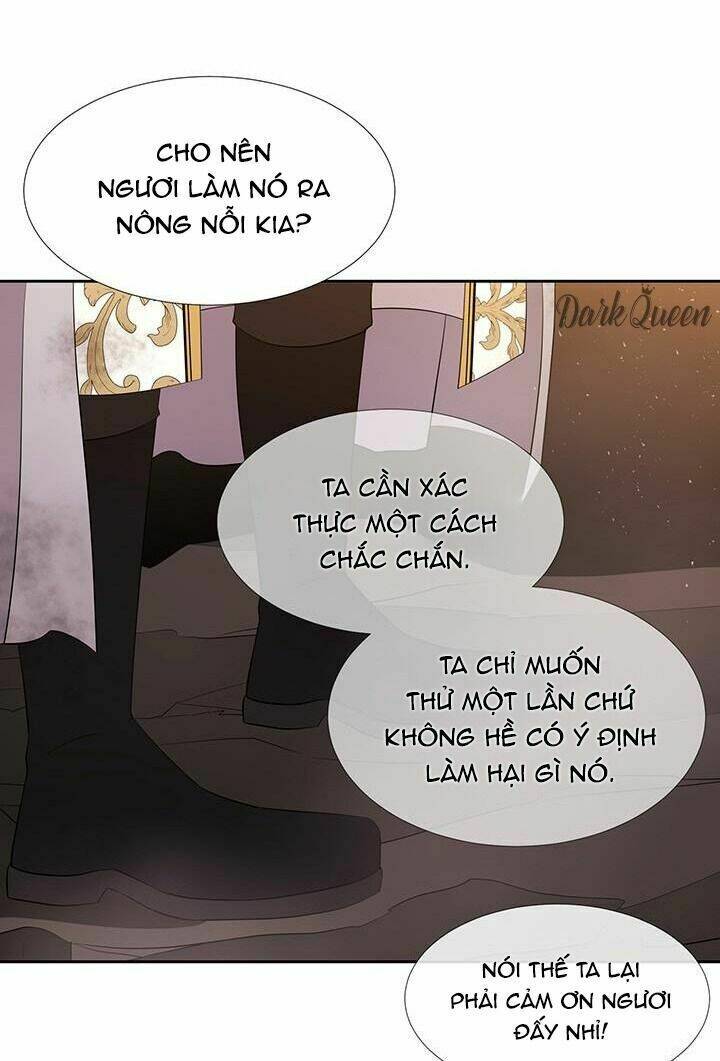 CHO NÊN
NGƯƠI LÀM NÓ RA
NÔNG NỖI KIA?
Dark Queen
TA CẦN XÁC
THỰC MỘT CÁCH
CHẮC CHẮN.
TA CHỈ MUỐN
THỬ MỘT LẦN CHỨ
KHÔNG HỀ CÓ Ý ĐỊNH
LÀM HẠI GÌ NÓ.
NÓI THẾ TA LẠI
PHẢI CẢM ƠN NGƯƠI
ĐẤY NHỈ!